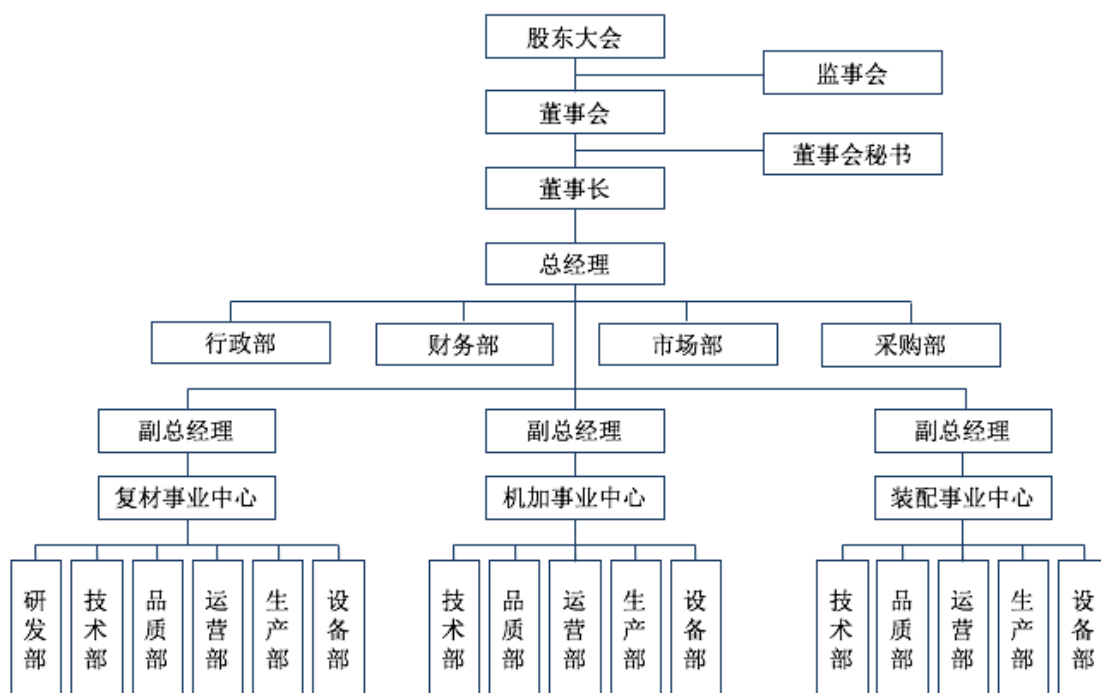 股东大会
监事会
董事会
董事会秘书
董事长
总经理
行政部
财务部
市场部
采购部
副总经理
副总经理
副总经理
复材事业中心
机加事业中心
装配事业中心
研发部
技术部
品质部
运营部
生产部
设备部
技术部
品质部
运营部
生产部
设备部
技术部
品质部
运营部
生产部
设备部